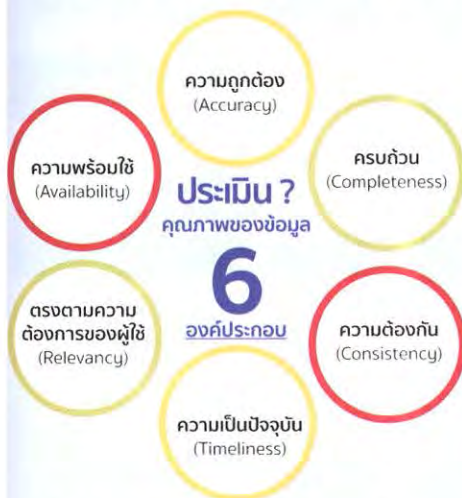 ความถูกต้อง
(Accuracy)
ความพร้อมใช้
(Availability)
ครบถ้วน
(Completeness)
ประเมิน ?
คุณภาพของข้อมูล
6
องค์ประกอบ
ตรงตามความ
ต้องการของผู้ใช้
(Relevancy)
ความต้องกัน
(Consistency)
ความเป็นปัจจุบัน
(Timeliness)